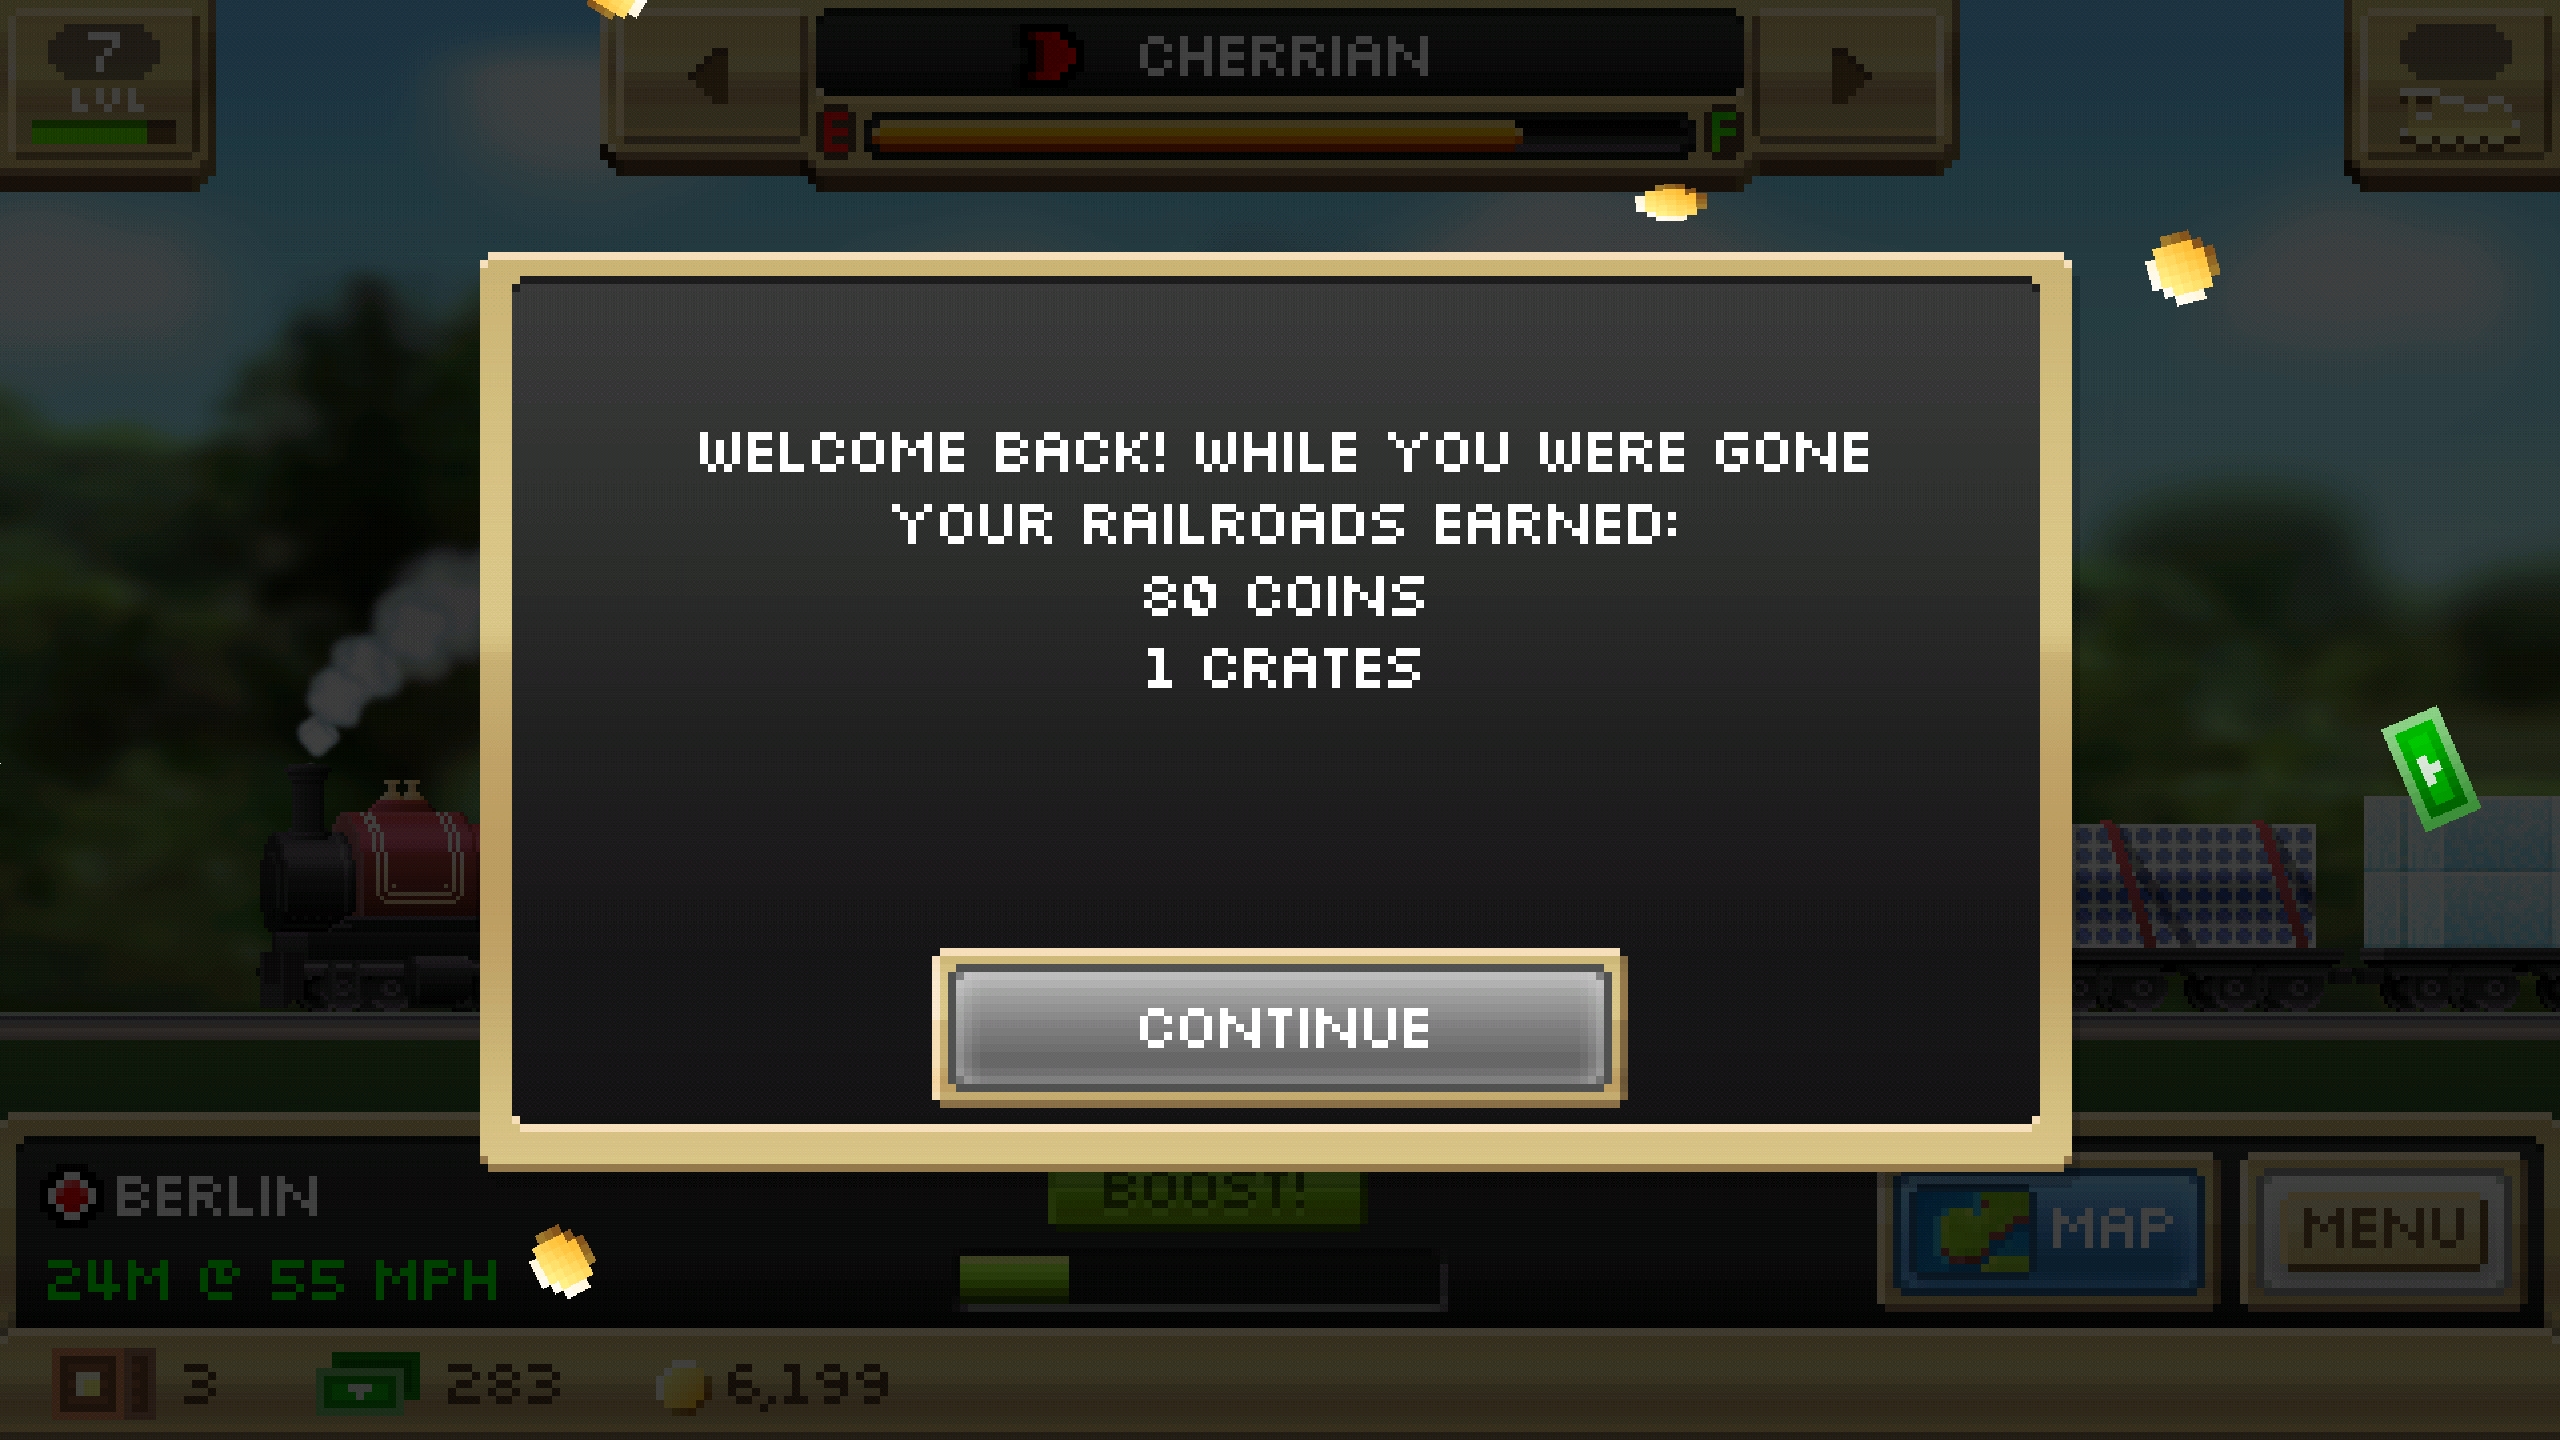 7
LVL
CHERRIAN
E
F
WELCOME BACK! WHILE YOU WERE GONE
YOUR RAILROADS EARNED:
80 COINS
1 CRATES
CONTINUE
BERLIN
24M @ 55 MPH
BOOST!
MAP
MENU
3
283
6,199